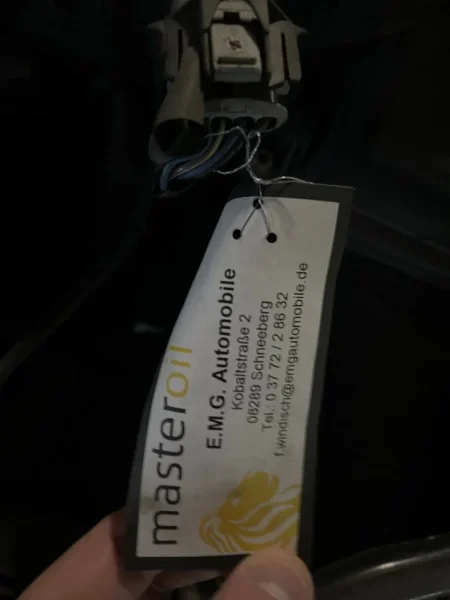 masteroil
E.M.G. Automobile
Kobaltstraße 2
08289 Schneeberg
Tel.: 0 37 72 / 2 86 32
f.windisch@emgautomobile.de